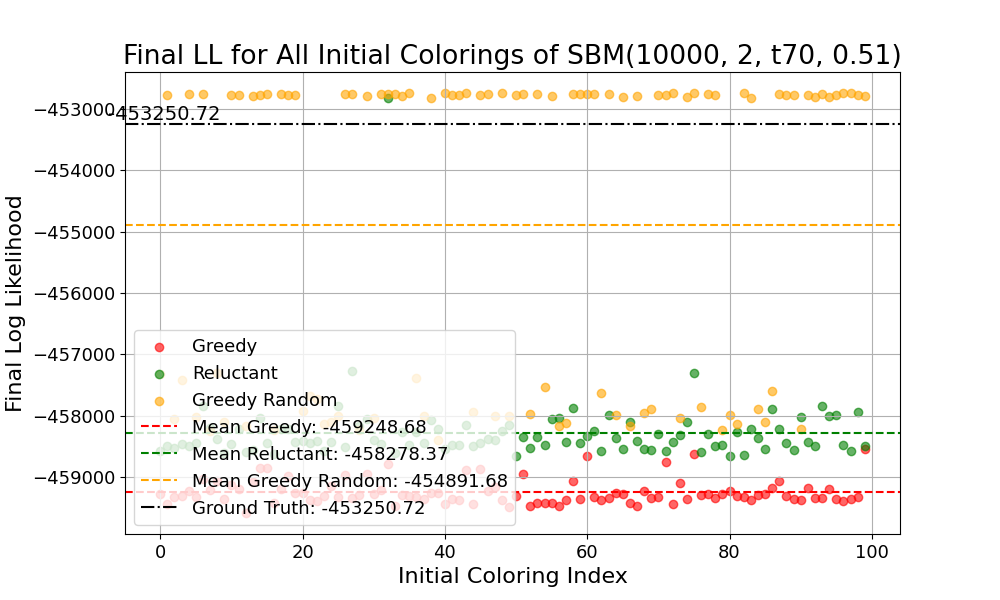 Final LL for All Initial Colorings of SBM(10000, 2, t70, 0.51)
Final Log Likelihood
−453000
-453250.72
−454000
−455000
−456000
−457000
−458000
−459000
Greedy
Reluctant
Greedy Random
Mean Greedy: -459248.68
Mean Reluctant: -458278.37
Mean Greedy Random: -454891.68
Ground Truth: -453250.72
0 20 40 60 80 100
Initial Coloring Index